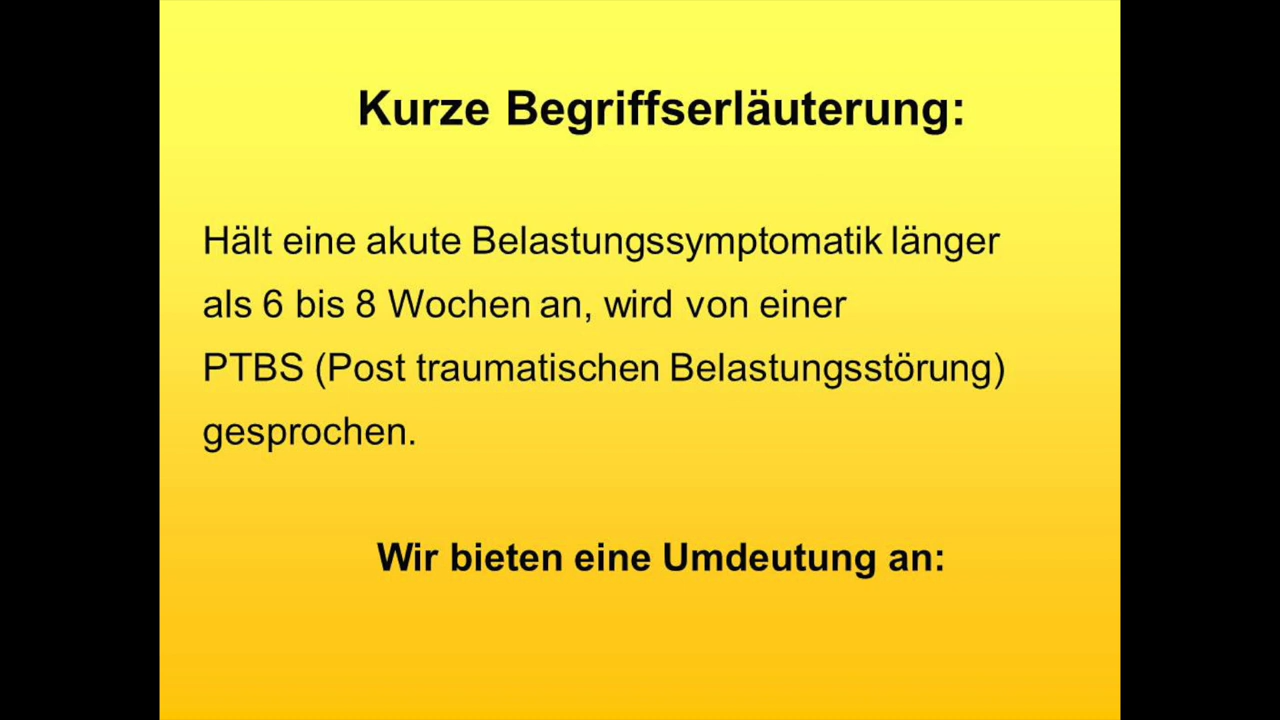 Kurze Begriffserläuterung:
Hält eine akute Belastungssymptomatik länger
als 6 bis 8 Wochen an, wird von einer
PTBS (Post traumatischen Belastungsstörung)
gesprochen.
Wir bieten eine Umdeutung an: